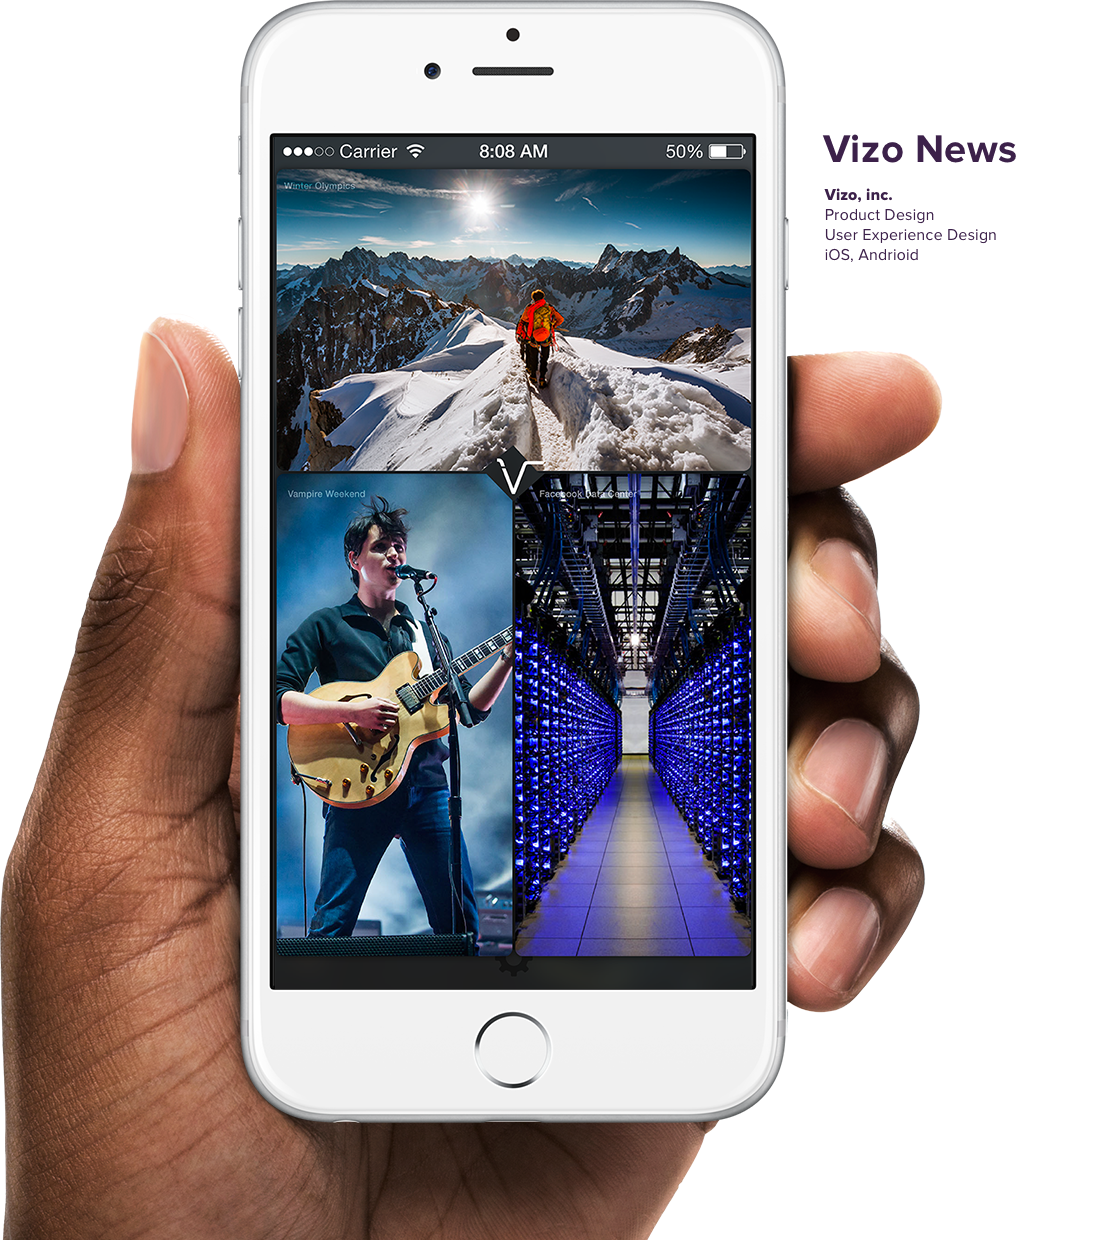 Carrier 8:08 AM 50%
Vizo News
Vizo, inc.
Product Design
User Experience Design
iOS, Andrioid
Winter Olympics
V
Vampire Weekend
Facebook Data Center